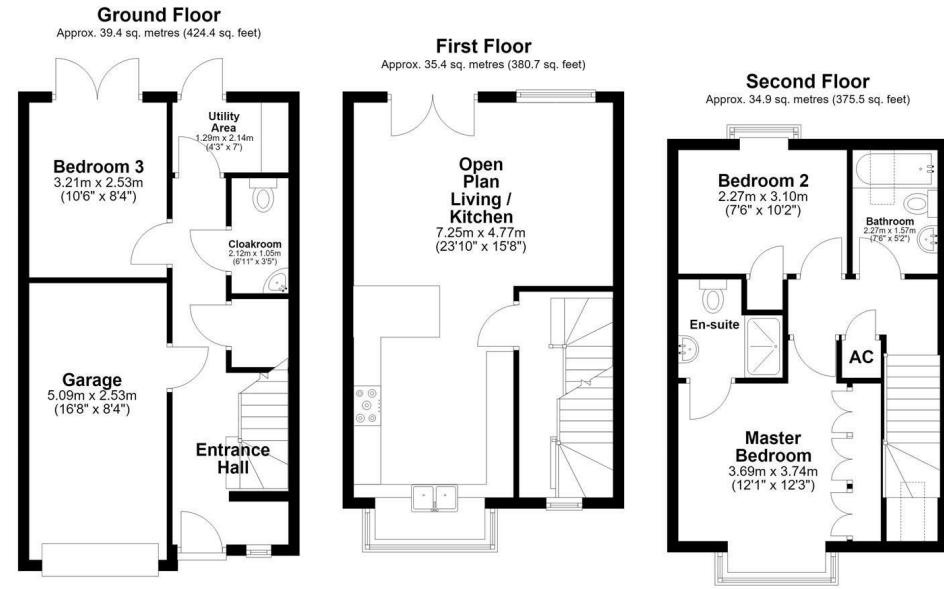 Ground Floor
Approx. 39.4 sq. metres (424.4 sq. feet)
Utility
Area
1.29m x 2.14m
(4'3" x 7')
Bedroom 3
3.21m x 2.53m
(10'6" x 8'4")
Cloakroom
2.12m x 1.05m
(6'11" x 3'5")
Garage
5.09m x 2.53m
(16'8" x 8'4")
Entrance
Hall
First Floor
Approx. 35.4 sq. metres (380.7 sq. feet)
Open
Plan
Living /
Kitchen
7.25m x 4.77m
(23'10" x 15'8")
Second Floor
Approx. 34.9 sq. metres (375.5 sq. feet)
Bedroom 2
2.27m x 3.10m
(7'6" x 10'2")
Bathroom
2.27m x 1.57m
(7'6" x 5'2")
En-suite
AC
Master
Bedroom
3.69m x 3.74m
(12'1" x 12'3")